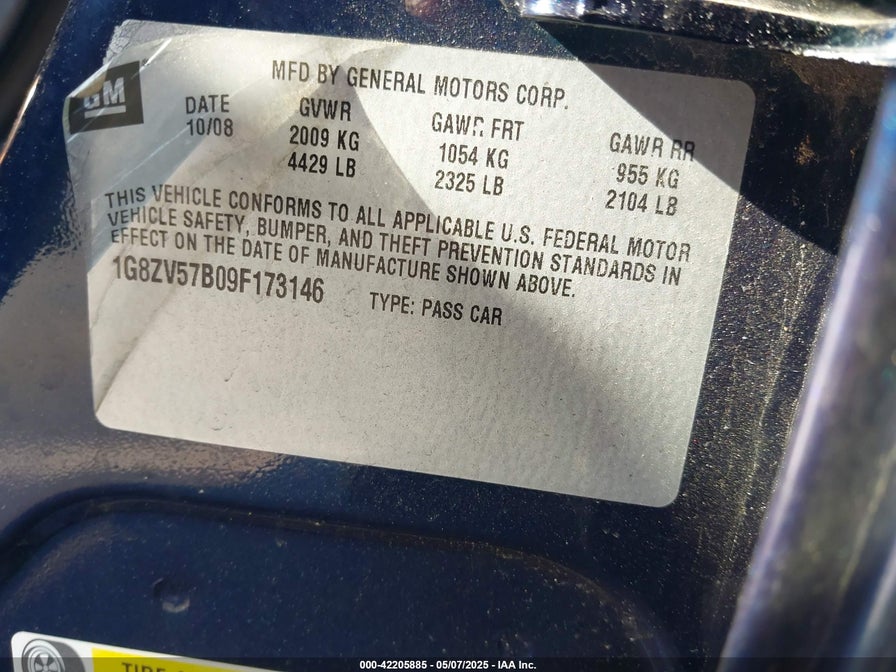 MFD BY GENERAL MOTORS CORP.
GM
DATE
10/08
GVWR
2009 KG
4429 LB
GAWR FRT
1054 KG
2325 LB
GAWR RR
955 KG
2104 LB
THIS VEHICLE CONFORMS TO ALL APPLICABLE U.S. FEDERAL MOTOR
VEHICLE SAFETY, BUMPER, AND THEFT PREVENTION STANDARDS IN
EFFECT ON THE DATE OF MANUFACTURE SHOWN ABOVE.
1G8ZV57B09F173146
TYPE: PASS CAR
TIRE
000-42205885 - 05/07/2025 - IAA Inc.